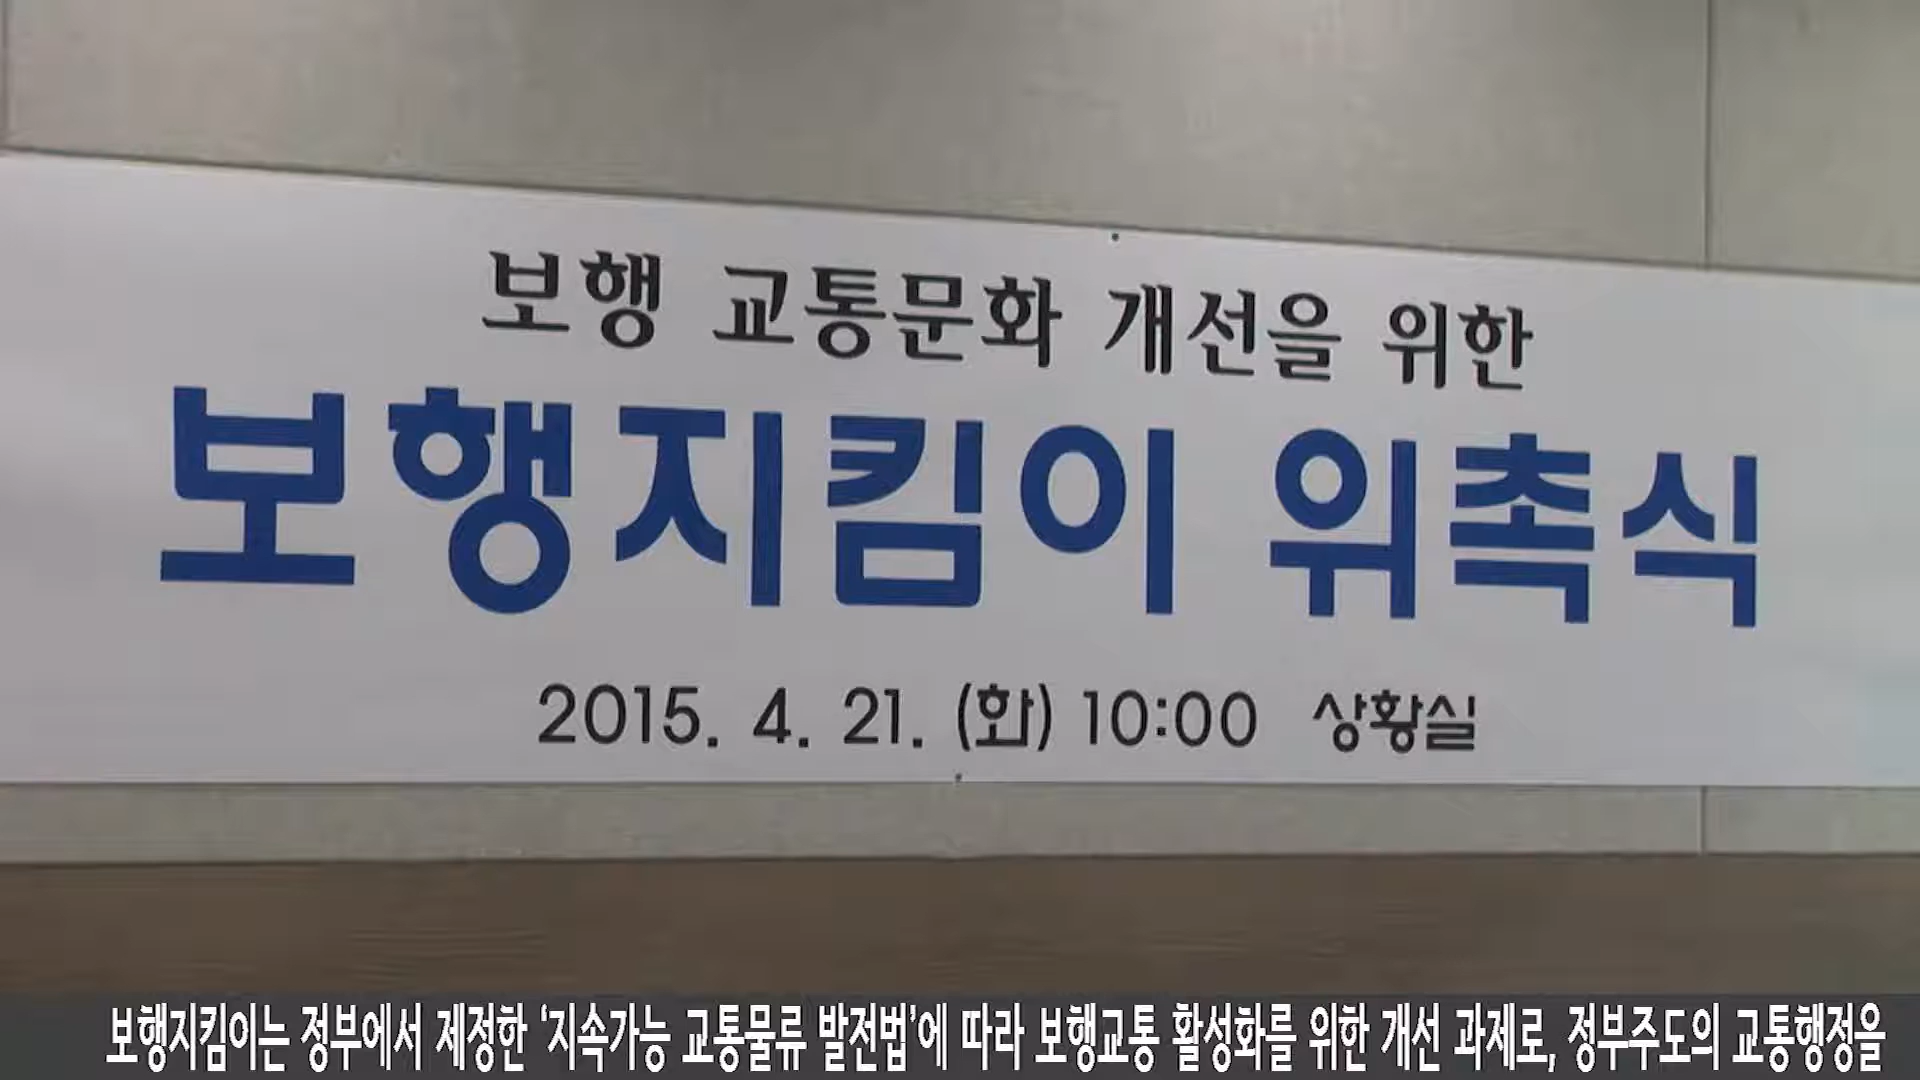 보행 교통문화 개선을 위한
보행지킴이 위촉식
2015. 4. 21. (화) 10:00 상황실
보행지킴이는 정부에서 제정한 ‘지속가능 교통물류 발전법’에 따라 보행교통 활성화를 위한 개선 과제로, 정부주도의 교통행정을